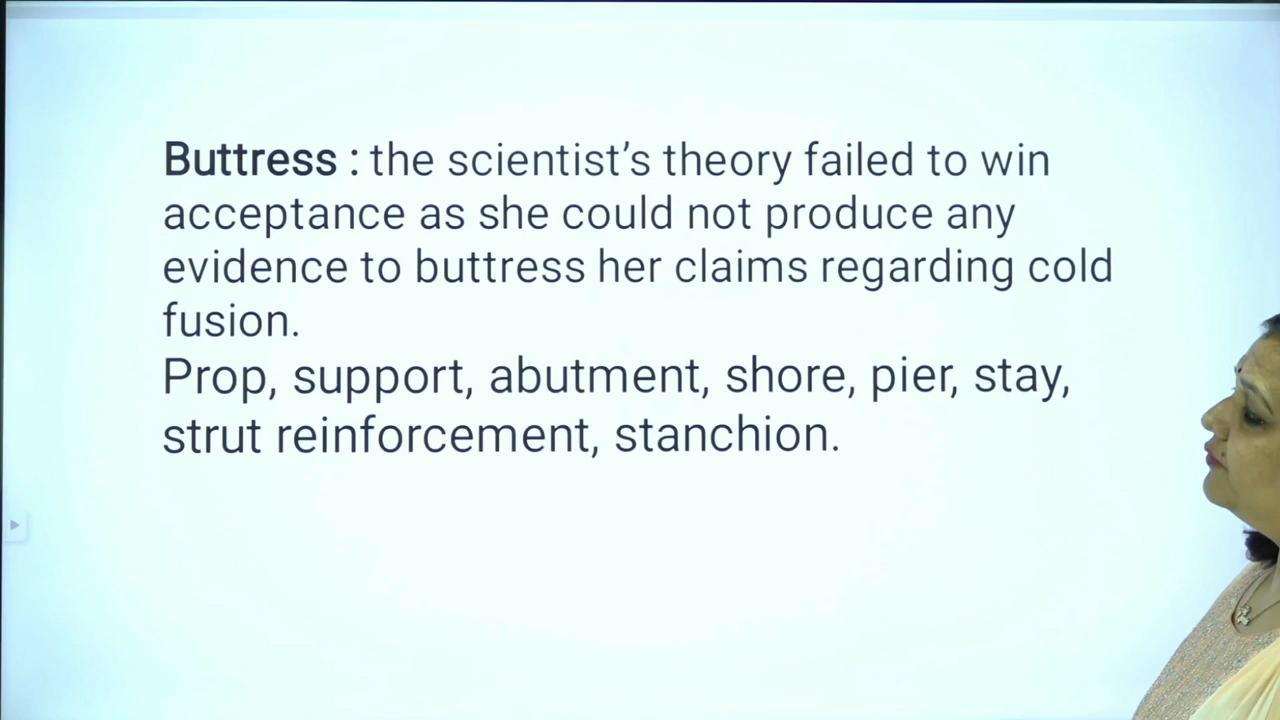 Buttress : the scientist’s theory failed to win
acceptance as she could not produce any
evidence to buttress her claims regarding cold
fusion.
Prop, support, abutment, shore, pier, stay,
strut reinforcement, stanchion.